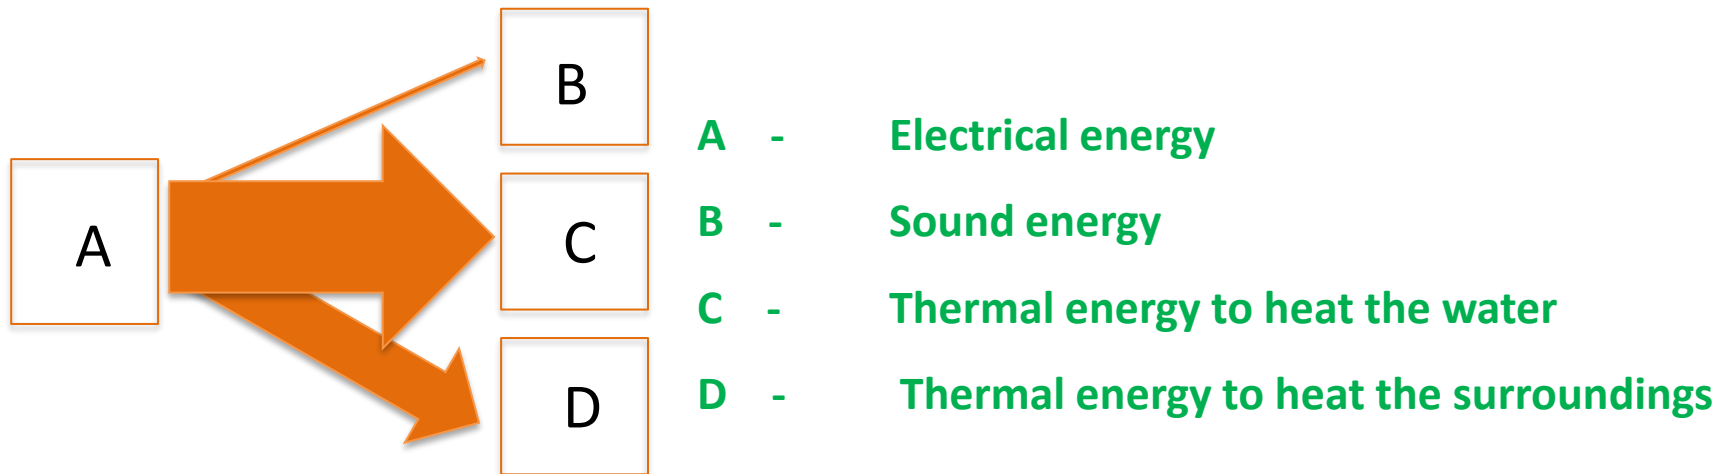 A
B
C
D
A - Electrical energy
B - Sound energy
C - Thermal energy to heat the water
D - Thermal energy to heat the surroundings